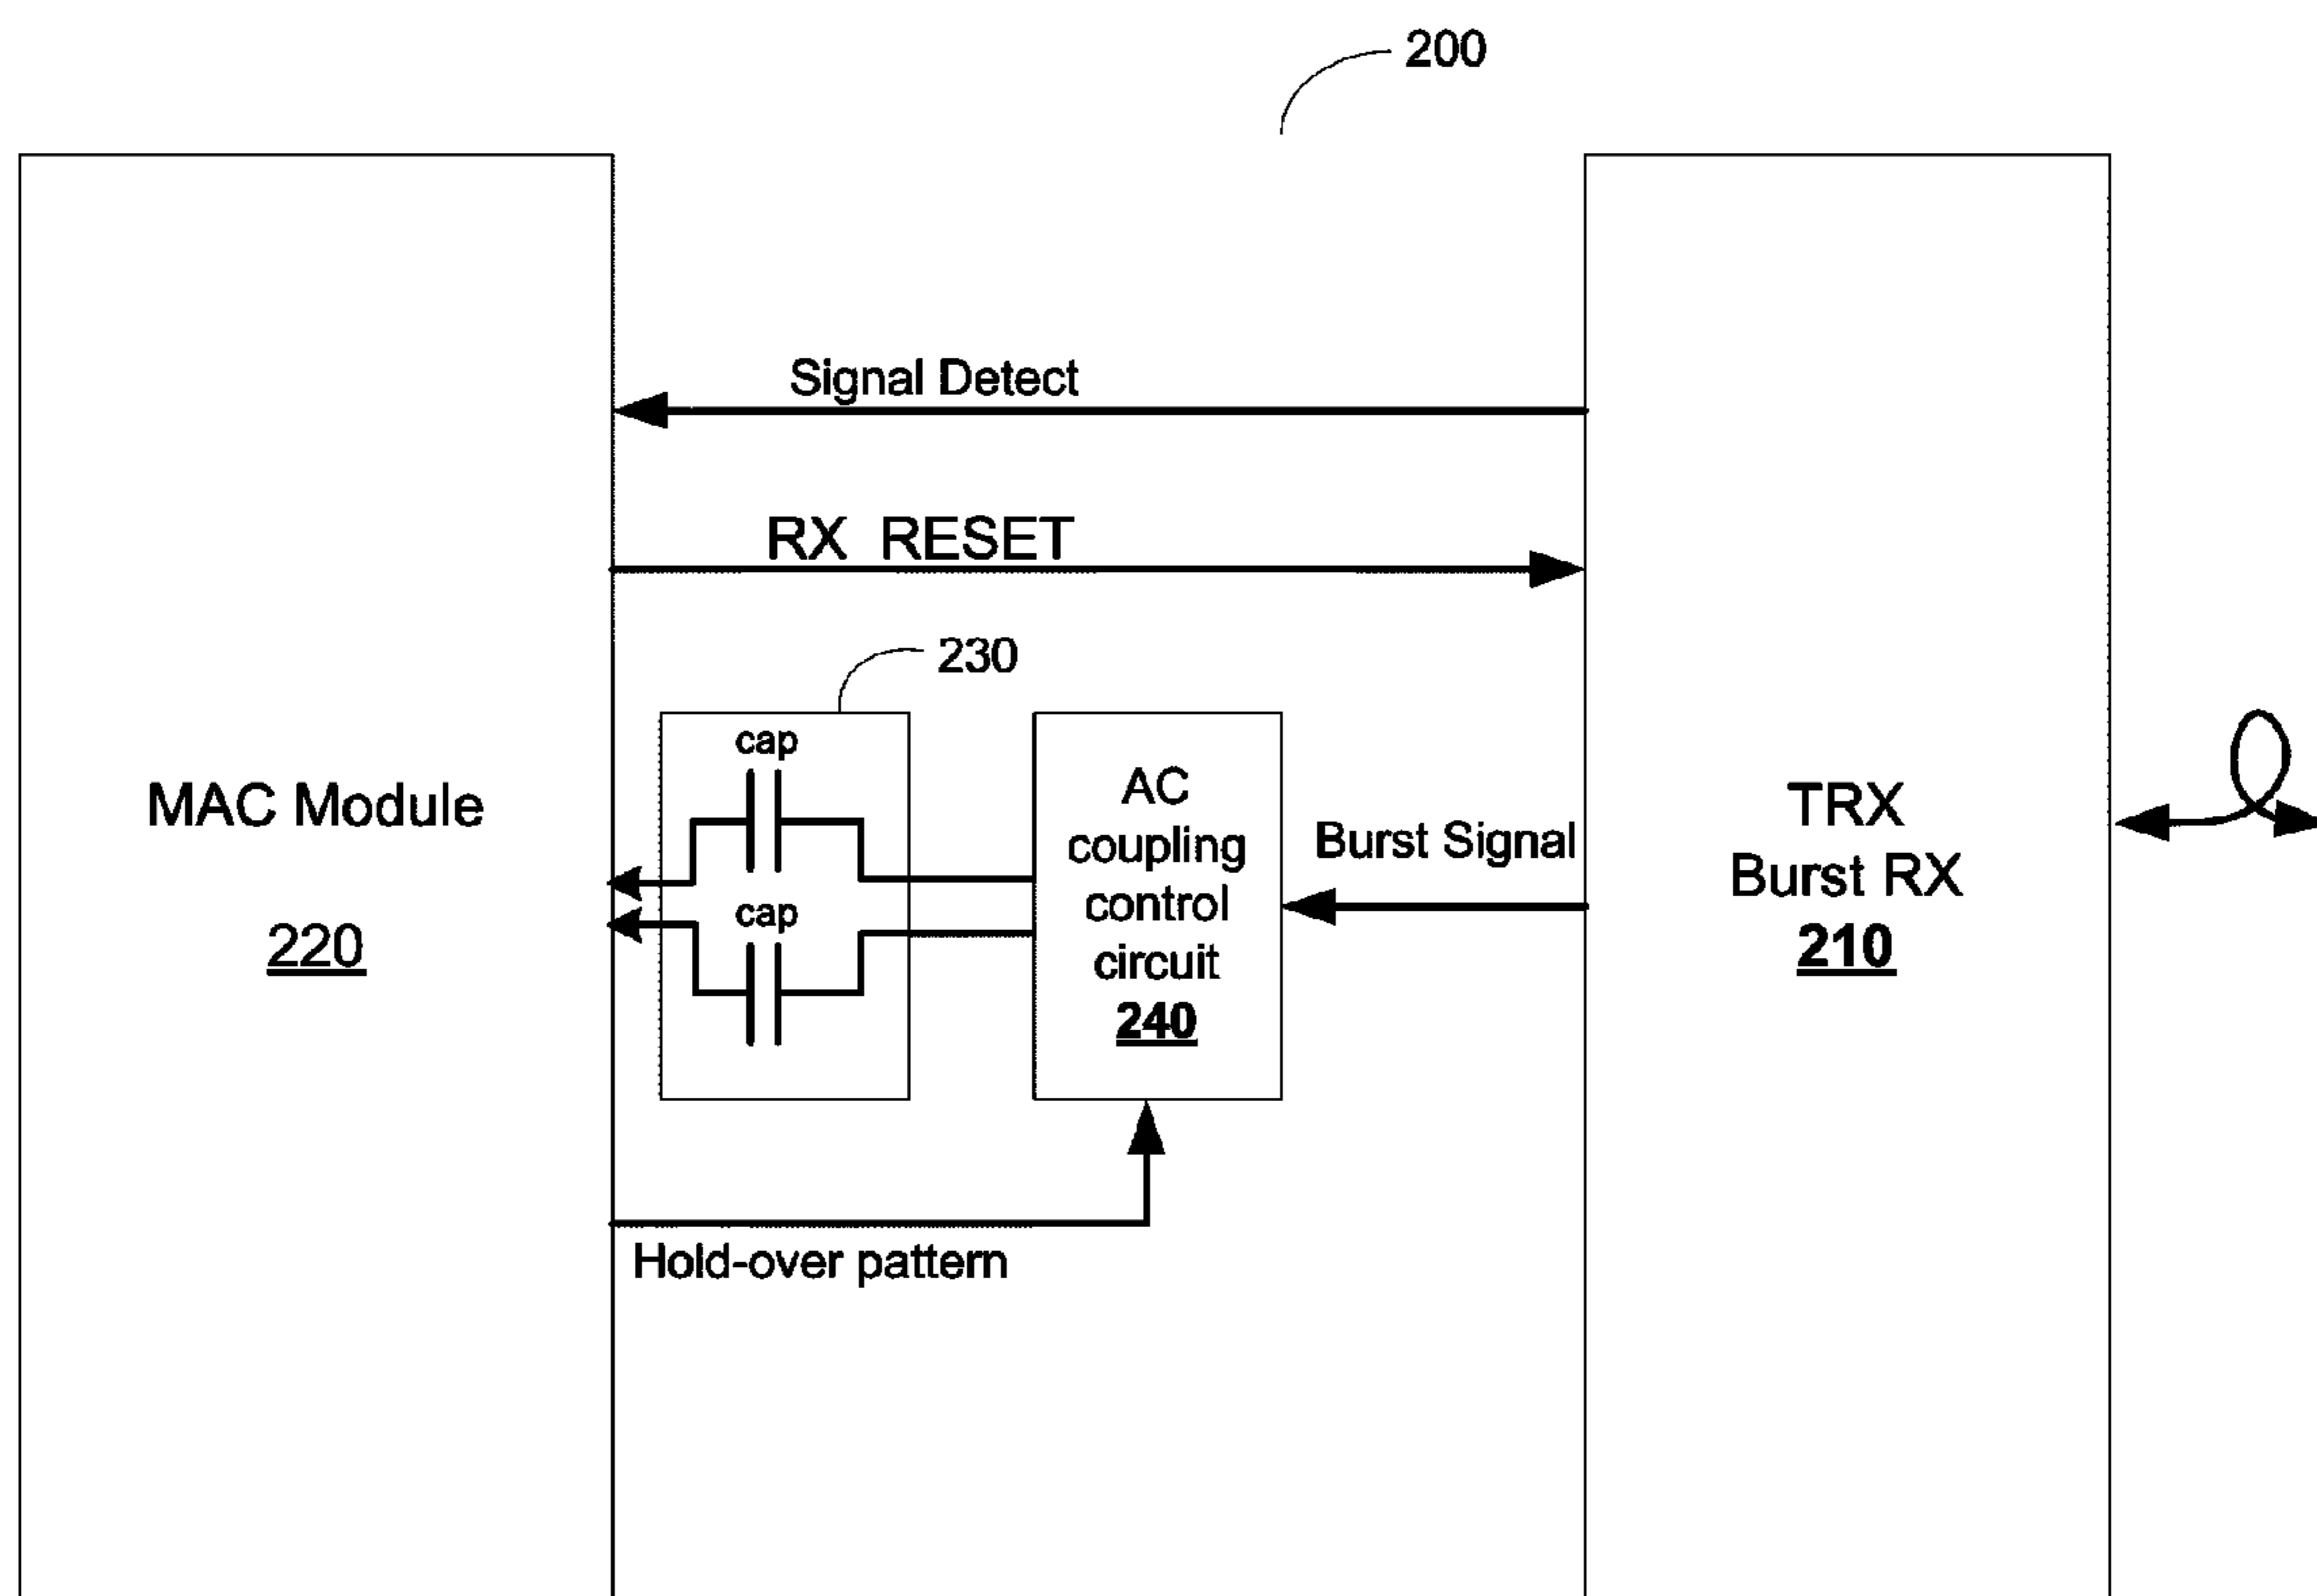 200
Signal Detect
RX RESET
230
cap
cap
AC
coupling
control
circuit
240
Burst Signal
MAC Module
220
TRX
Burst RX
210
Hold-over pattern